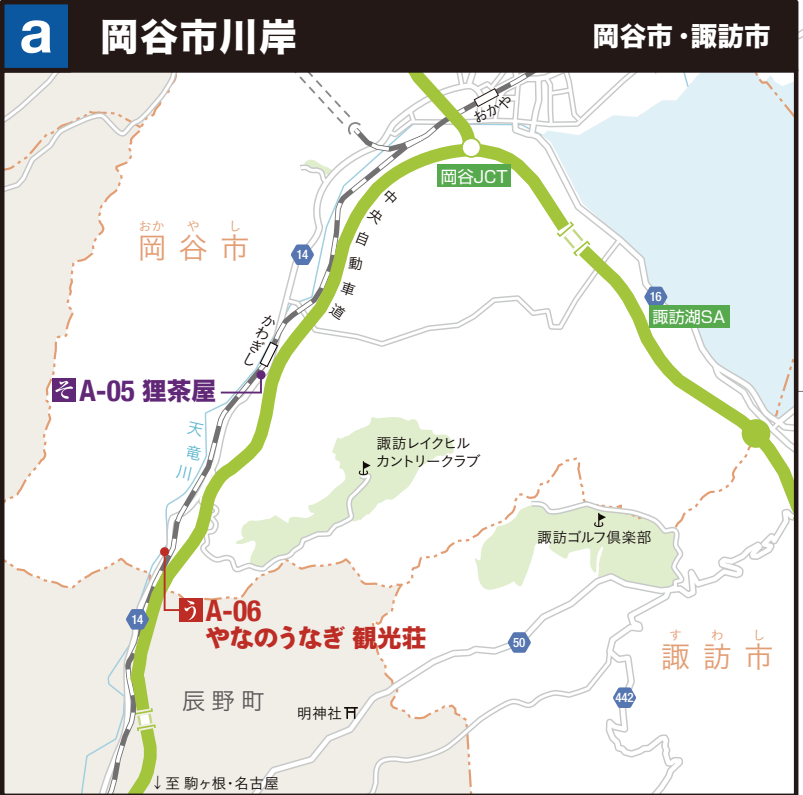 a 岡谷市川岸 岡谷市・諏訪市
おかや
岡谷JCT
中央自動車道
おか や し
岡谷市
14
16
諏訪湖SA
かわぎし
そ A-05 狸茶屋
天竜川
諏訪レイクヒル
カントリークラブ
諏訪ゴルフ倶楽部
う A-06
やなのうなぎ 観光荘
14
50
す わ し
諏訪市
442
辰野町
明神社
↓至 駒ヶ根・名古屋